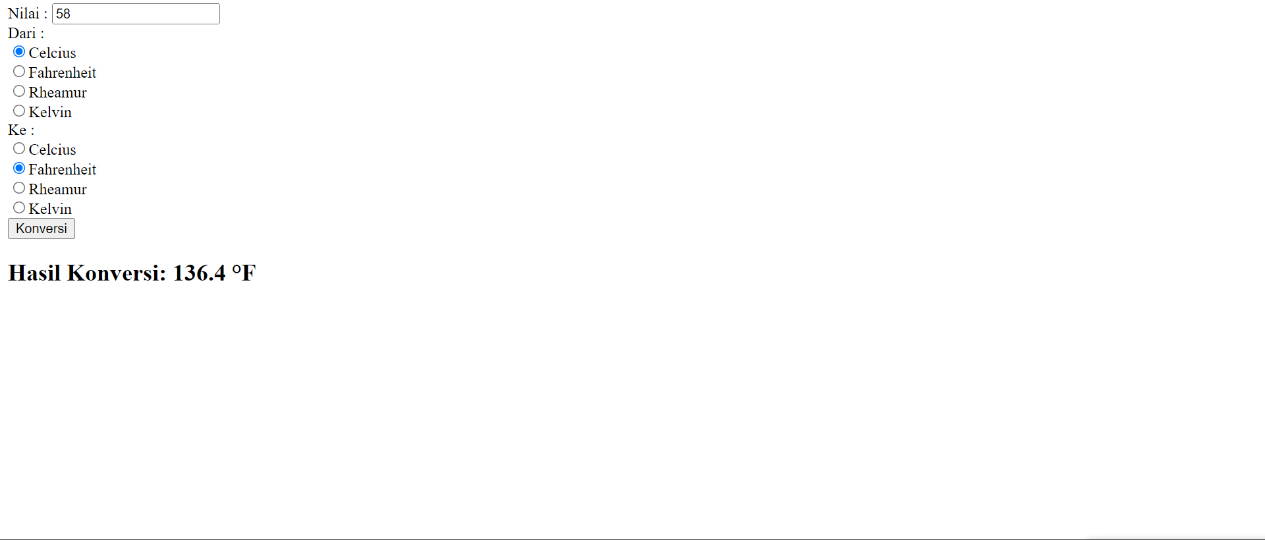 Nilai : 58
Dari :
Celcius
Fahrenheit
Rheamur
Kelvin
Ke :
Celcius
Fahrenheit
Rheamur
Kelvin
Konversi
Hasil Konversi: 136.4 °F